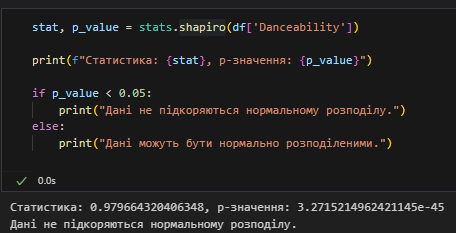 stat, p_value = stats.shapiro(df['Danceability'])
print(f"Статистика: {stat}, p-значення: {p_value}")
if p_value < 0.05:
    print("Дані не підкоряються нормальному розподілу.")
else:
    print("Дані можуть бути нормально розподіленими.")
0.0s
Статистика: 0.979664320406348, p-значення: 3.2715214962421145e-45
Дані не підкоряються нормальному розподілу.